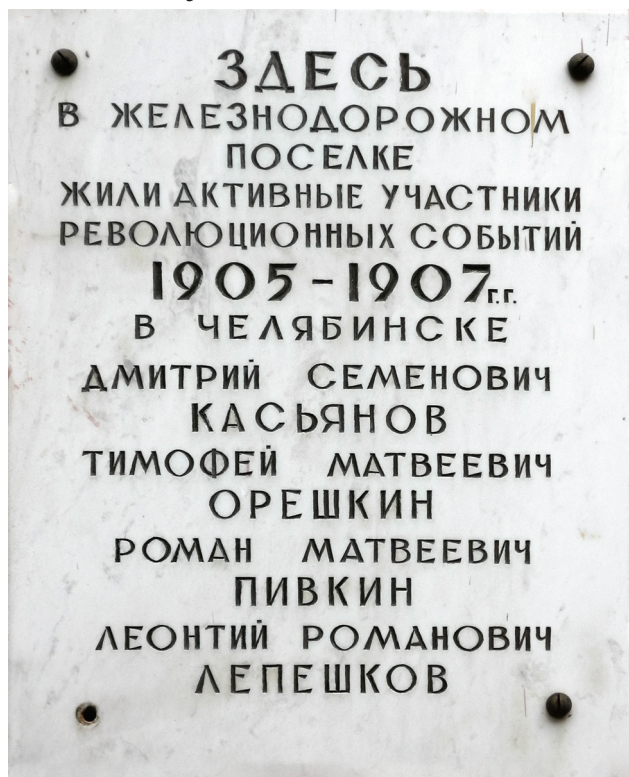 ЗДЕСЬ
В ЖЕЛЕЗНОДОРОЖНОМ
ПОСЕЛКЕ
ЖИЛИ АКТИВНЫЕ УЧАСТНИКИ
РЕВОЛЮЦИОННЫХ СОБЫТИЙ
1905-1907г.г.
В ЧЕЛЯБИНСКЕ
ДМИТРИЙ СЕМЕНОВИЧ
КАСЬЯНОВ
ТИМОФЕЙ МАТВЕЕВИЧ
ОРЕШКИН
РОМАН МАТВЕЕВИЧ
ПИВКИН
ЛЕОНТИЙ РОМАНОВИЧ
ЛЕПЕШКОВ